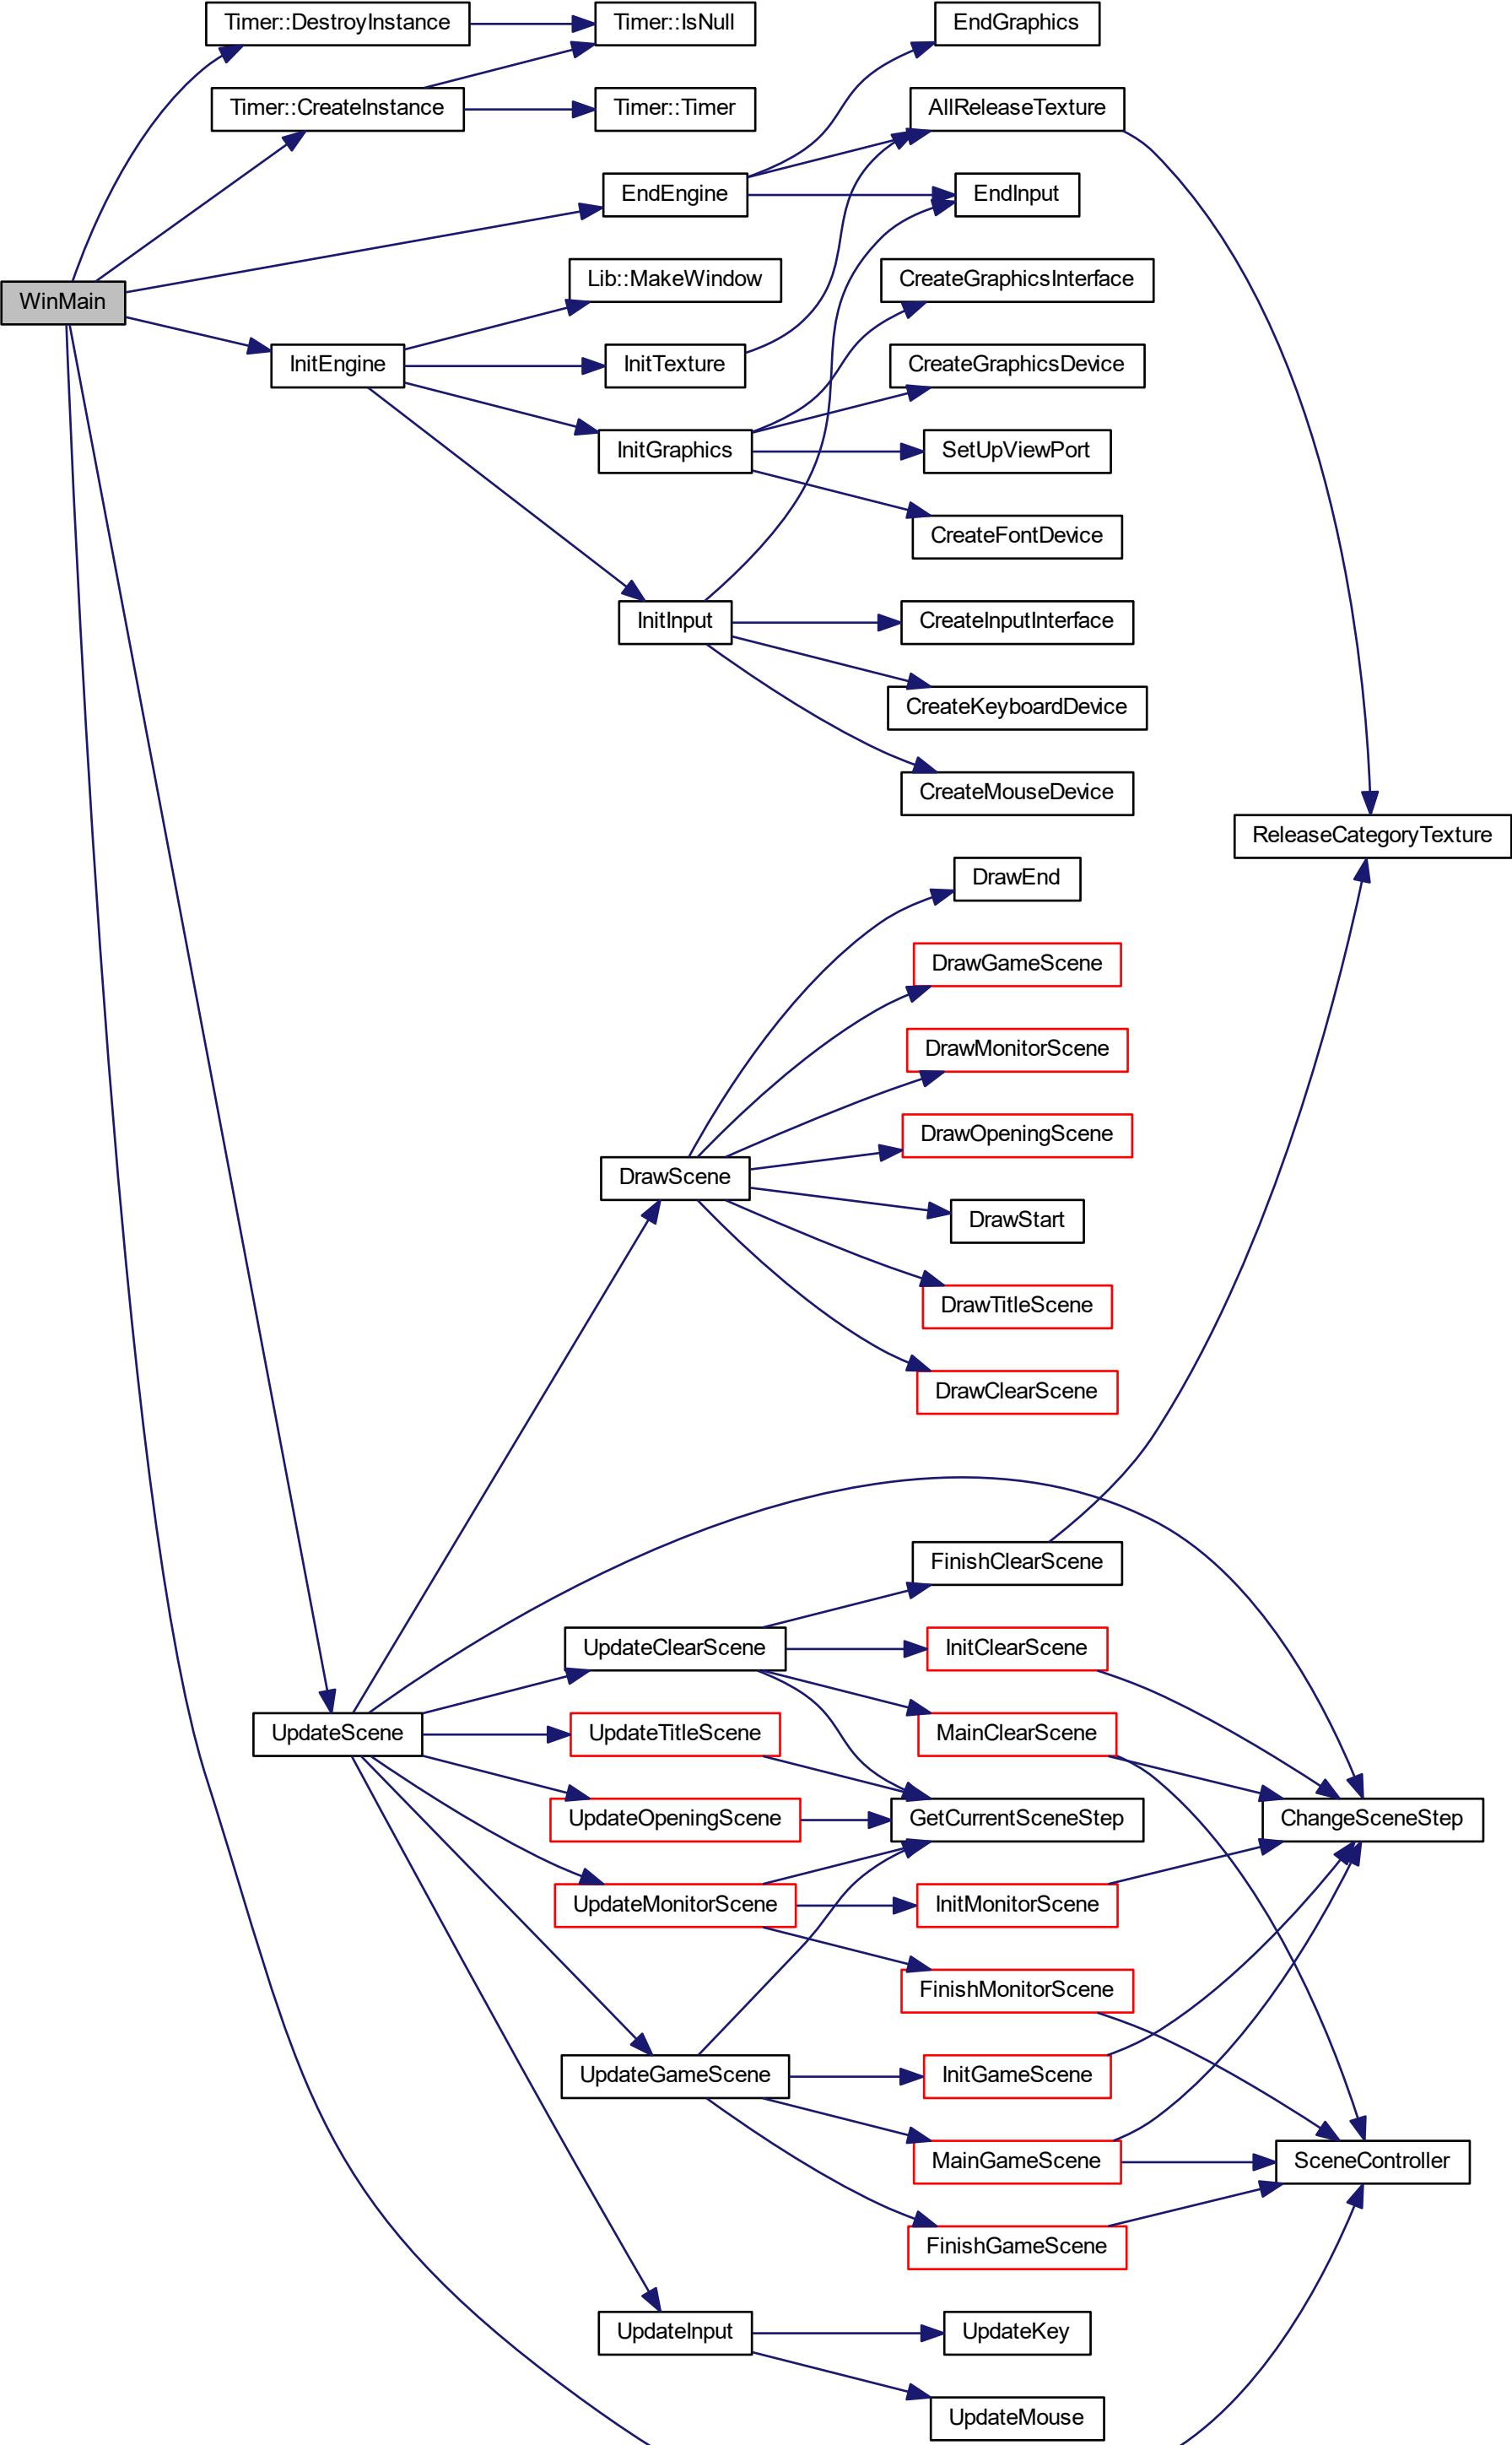 Timer::DestroyInstance
Timer::IsNull
EndGraphics
Timer::CreateInstance
Timer::Timer
AllReleaseTexture
EndEngine
EndInput
WinMain
Lib::MakeWindow
CreateGraphicsInterface
InitEngine
InitTexture
CreateGraphicsDevice
InitGraphics
SetUpViewPort
CreateFontDevice
InitInput
CreateInputInterface
CreateKeyboardDevice
CreateMouseDevice
ReleaseCategoryTexture
DrawEnd
DrawGameScene
DrawMonitorScene
DrawOpeningScene
DrawScene
DrawStart
DrawTitleScene
DrawClearScene
FinishClearScene
UpdateClearScene
InitClearScene
UpdateScene
UpdateTitleScene
MainClearScene
UpdateOpeningScene
GetCurrentSceneStep
ChangeSceneStep
UpdateMonitorScene
InitMonitorScene
FinishMonitorScene
UpdateGameScene
InitGameScene
MainGameScene
SceneController
FinishGameScene
UpdateInput
UpdateKey
UpdateMouse